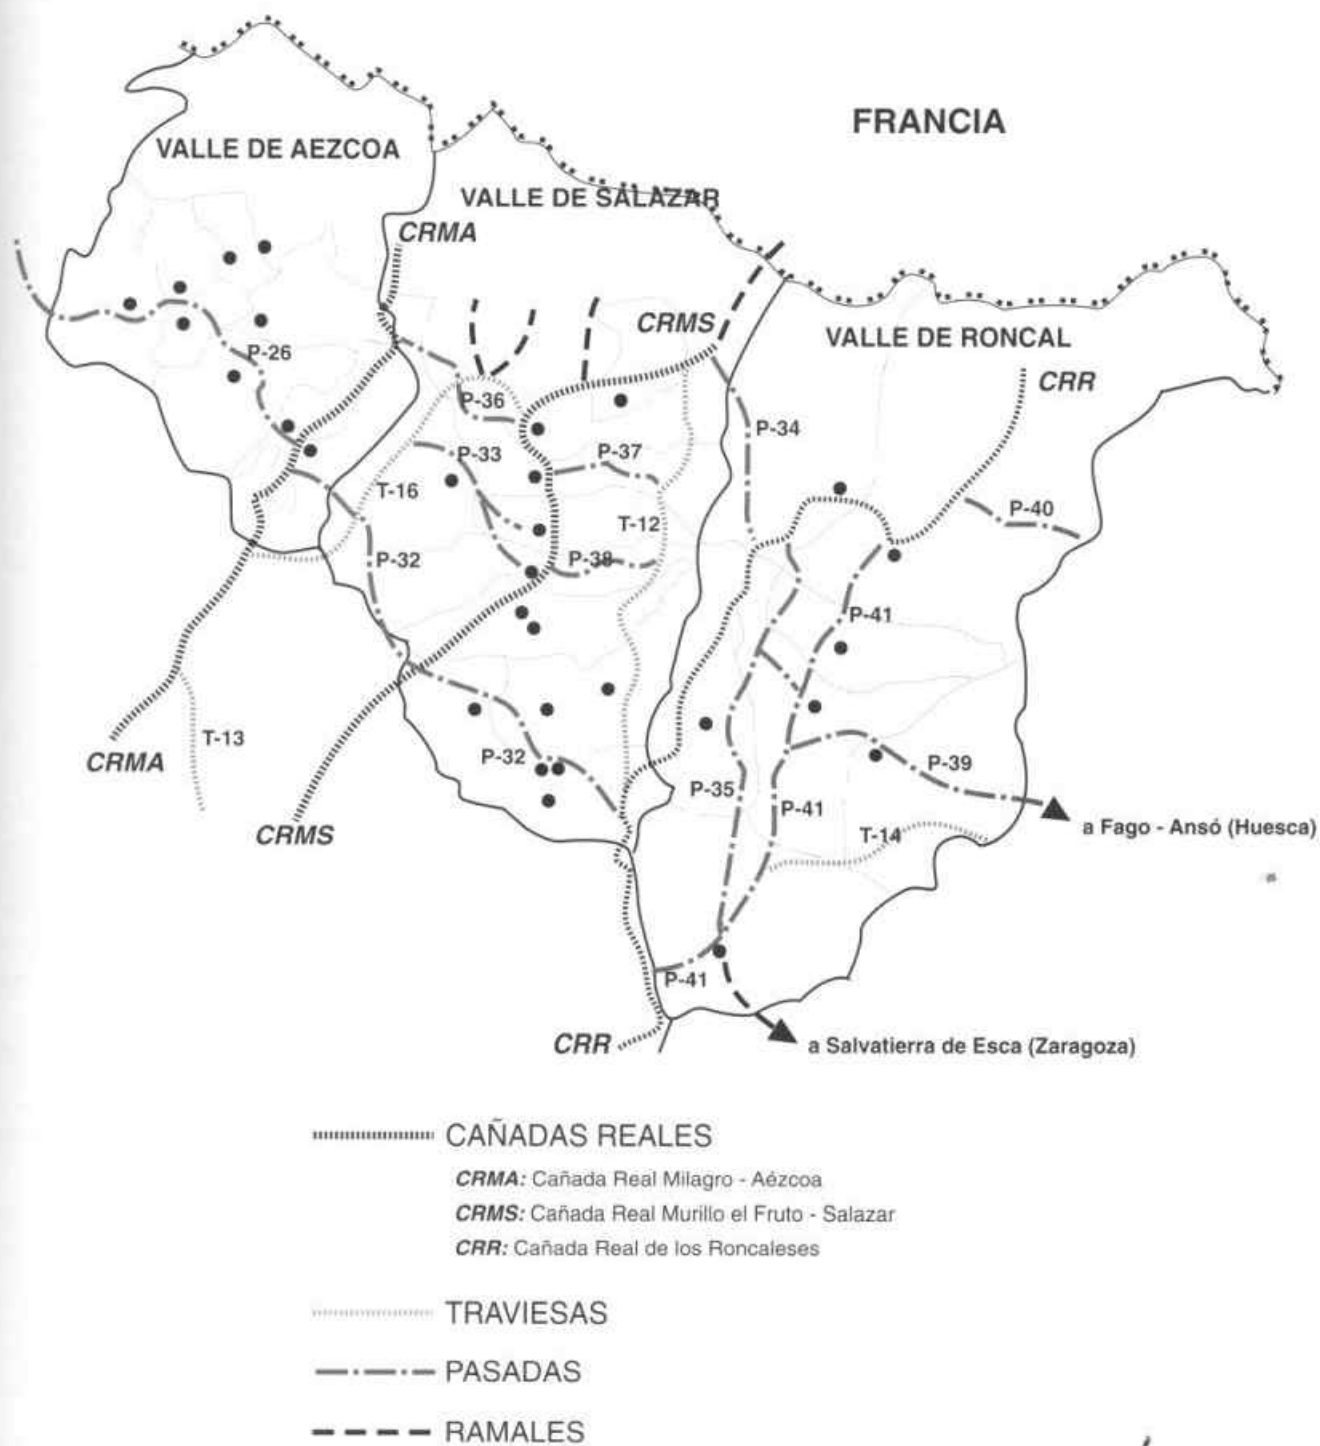 FRANCIA
VALLE DE AEZCOA
VALLE DE SALAZAR
CRMA
CRMS
VALLE DE RONCAL
P-26
CRR
P-36
P-34
P-33
P-37
T-16
P-40
T-12
P-32
P-38
P-41
T-13
CRMA
P-32
P-39
P-35
P-41
CRMS
T-14
a Fago - Ansó (Huesca)
P-41
CRR
a Salvatierra de Esca (Zaragoza)
CAÑADAS REALES
CRMA: Cañada Real Milagro - Aézcoa
CRMS: Cañada Real Murillo el Fruto - Salazar
CRR: Cañada Real de los Roncaleses
TRAVIESAS
PASADAS
RAMALES